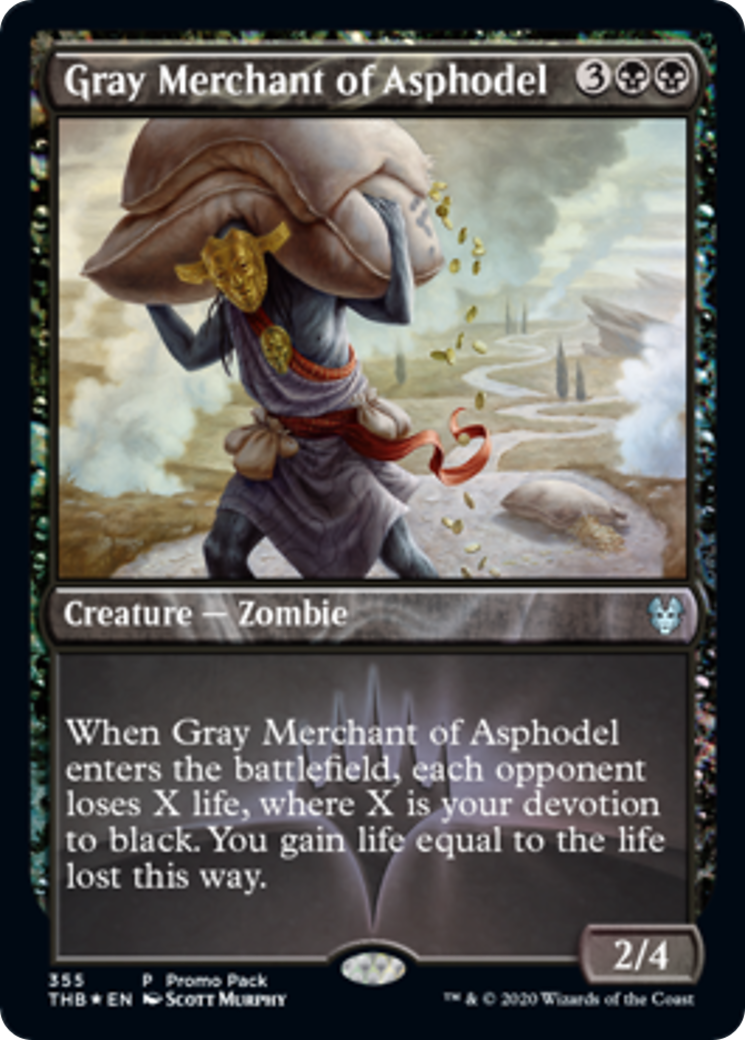 Gray Merchant of Asphodel 3
Creature — Zombie
When Gray Merchant of Asphodel
enters the battlefield, each opponent
loses X life, where X is your devotion
to black. You gain life equal to the life
lost this way.
2/4
355 P Promo Pack
THB★EN Scott Murphy
™ & © 2020 Wizards of the Coast